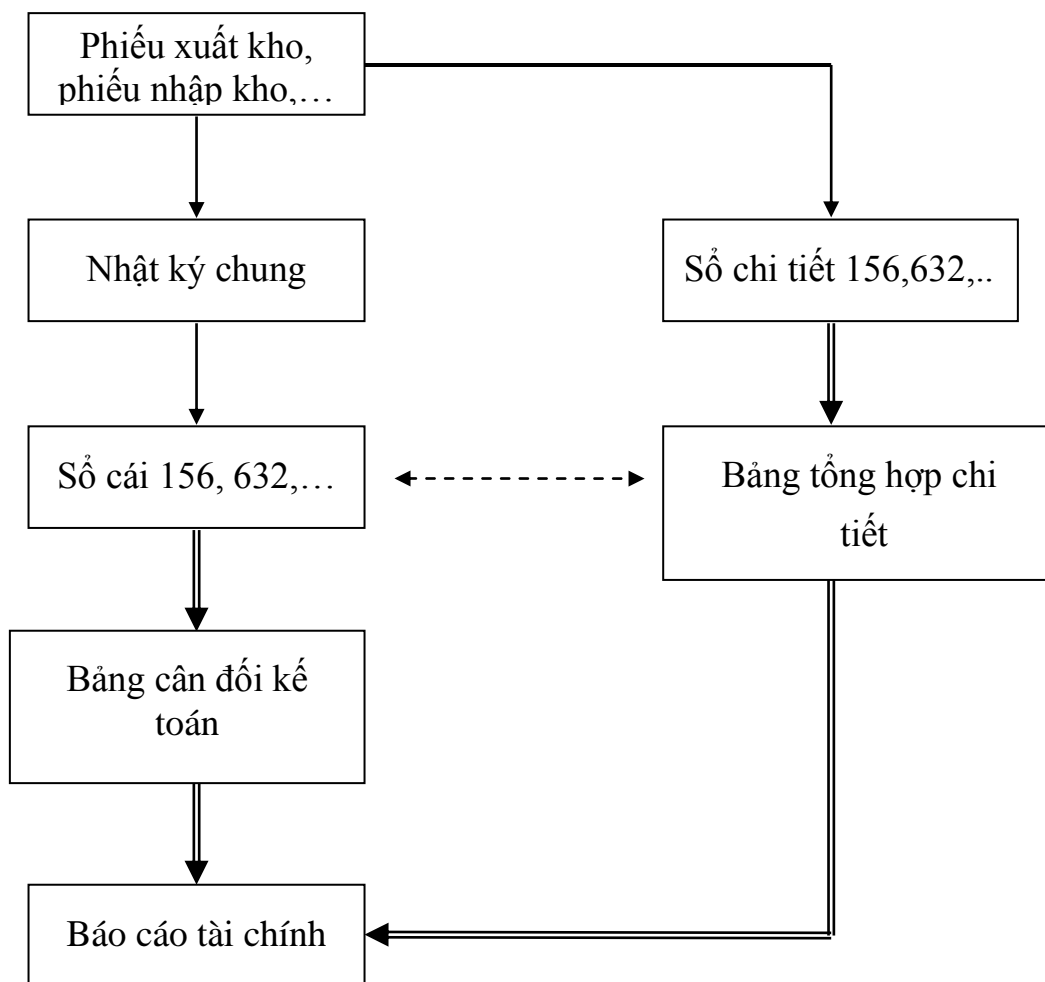 Phiếu xuất kho,
phiếu nhập kho,…
Nhật ký chung
Sổ chi tiết 156,632,..
Sổ cái 156, 632,…
Bảng tổng hợp chi
tiết
Bảng cân đối kế
toán
Báo cáo tài chính